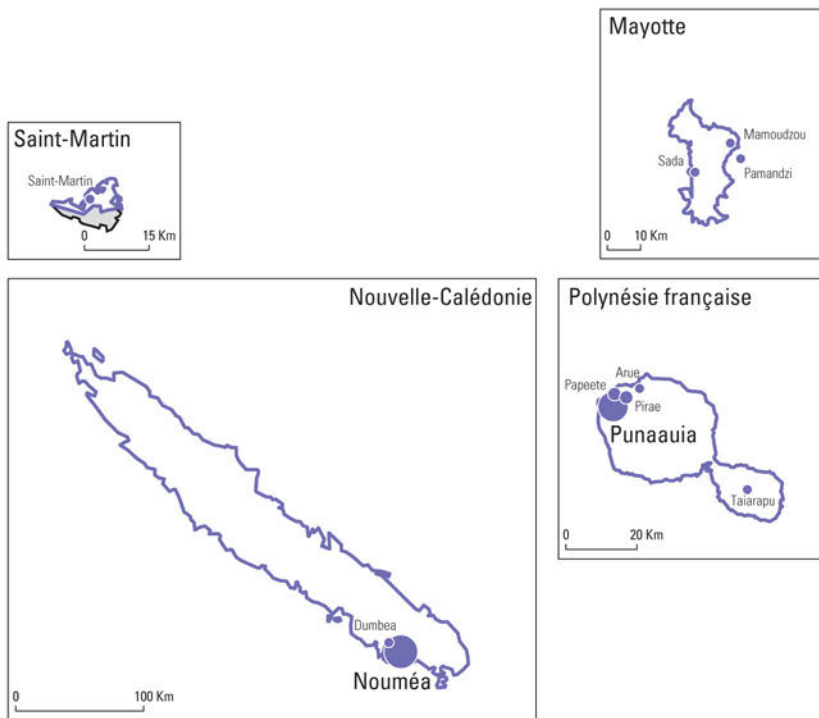 Mayotte
Mamoudzou
Sada
Pamandzi
0 10 Km
Saint-Martin
Saint-Martin
0 15 Km
Nouvelle-Calédonie
Dumbea
Nouméa
0 100 Km
Polynésie française
Arue
Papeete
Pirae
Punaauia
Taiarapu
0 20 Km